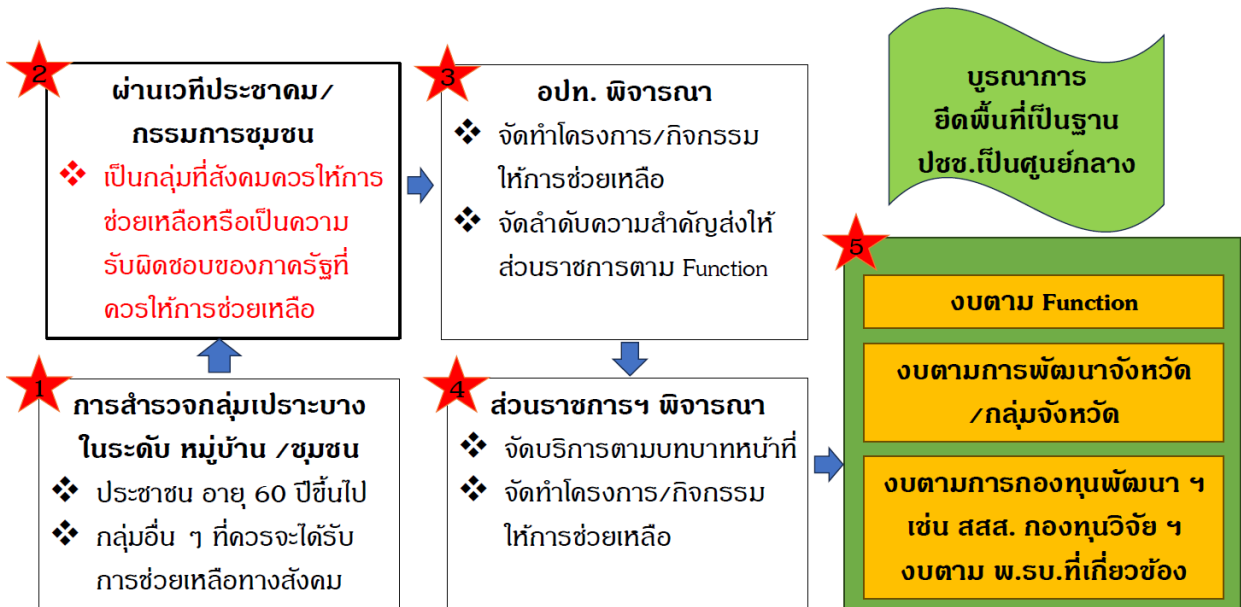 1
การสำรวจกลุ่มเปราะบาง
ในระดับ หมู่บ้าน /ชุมชน
❖ ประชาชน อายุ 60 ปีขึ้นไป
❖ กลุ่มอื่น ๆ ที่ควรจะได้รับ
การช่วยเหลือทางสังคม
2
ผ่านเวทีประชาคม/
กรรมการชุมชน
❖ เป็นกลุ่มที่สังคมควรให้การ
ช่วยเหลือหรือเป็นความ
รับผิดชอบของภาครัฐที่
ควรให้การช่วยเหลือ
3
อปท. พิจารณา
❖ จัดทำโครงการ/กิจกรรม
ให้การช่วยเหลือ
❖ จัดลำดับความสำคัญส่งให้
ส่วนราชการตาม Function
4
ส่วนราชการฯ พิจารณา
❖ จัดบริการตามบทบาทหน้าที่
❖ จัดทำโครงการ/กิจกรรม
ให้การช่วยเหลือ
บูรณาการ
ยึดพื้นที่เป็นฐาน
ปชช.เป็นศูนย์กลาง
5
งบตาม Function
งบตามการพัฒนาจังหวัด
/กลุ่มจังหวัด
งบตามการกองทุนพัฒนา ฯ
เช่น สสส. กองทุนวิจัย ฯ
งบตาม พ.รบ.ที่เกี่ยวข้อง